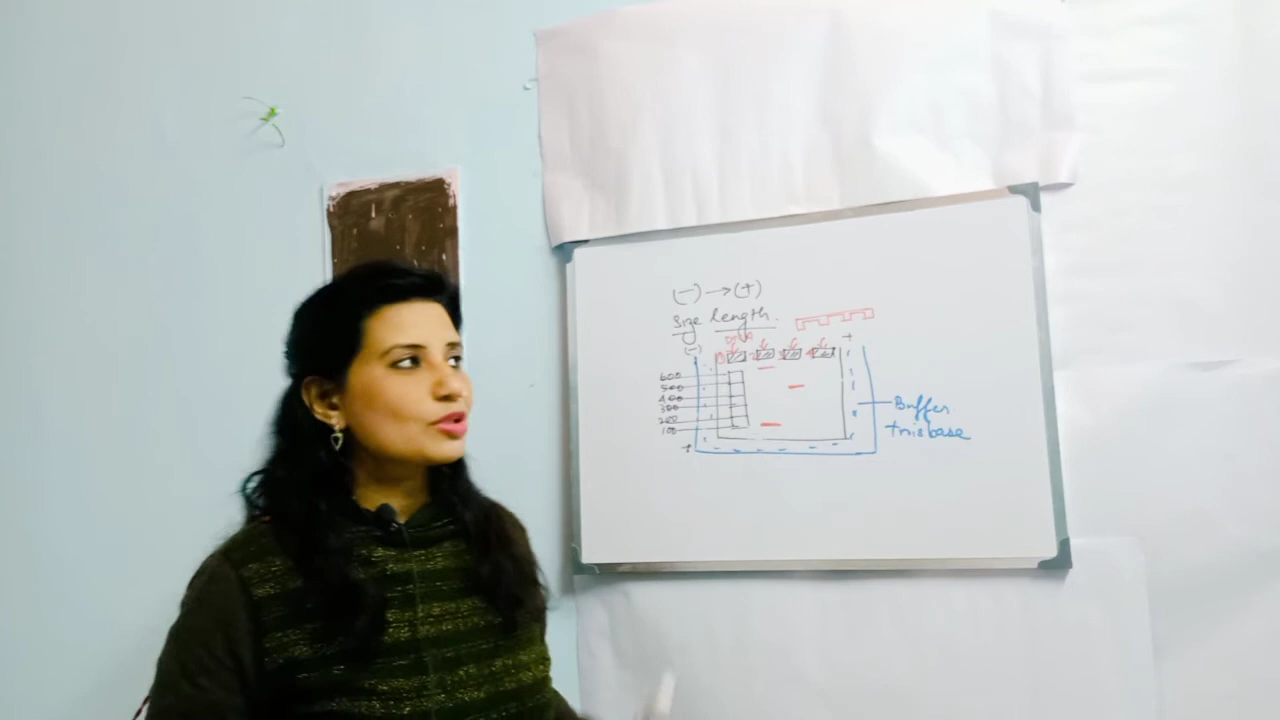 (-) → (+)
Size length.
+
(-)
600
500
400
300
200
100
+
Buffer
trisbase